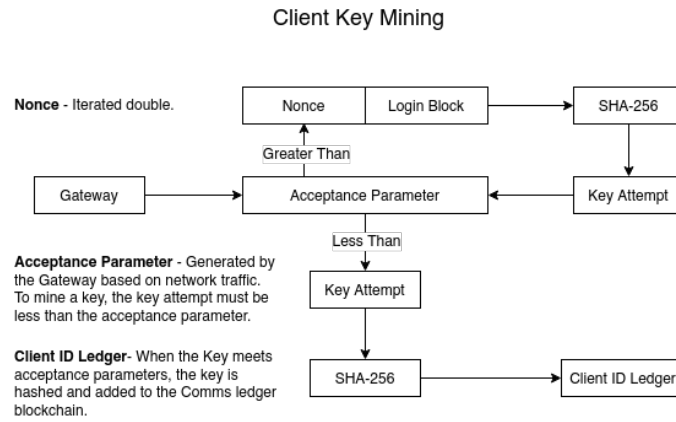 Client Key Mining
Nonce - Iterated double.
Nonce
Login Block
SHA-256
Greater Than
Gateway
Acceptance Parameter
Key Attempt
Less Than
Acceptance Parameter - Generated by
the Gateway based on network traffic.
To mine a key, the key attempt must be
less than the acceptance parameter.
Key Attempt
Client ID Ledger- When the Key meets
acceptance parameters, the key is
hashed and added to the Comms ledger
blockchain.
SHA-256
Client ID Ledger